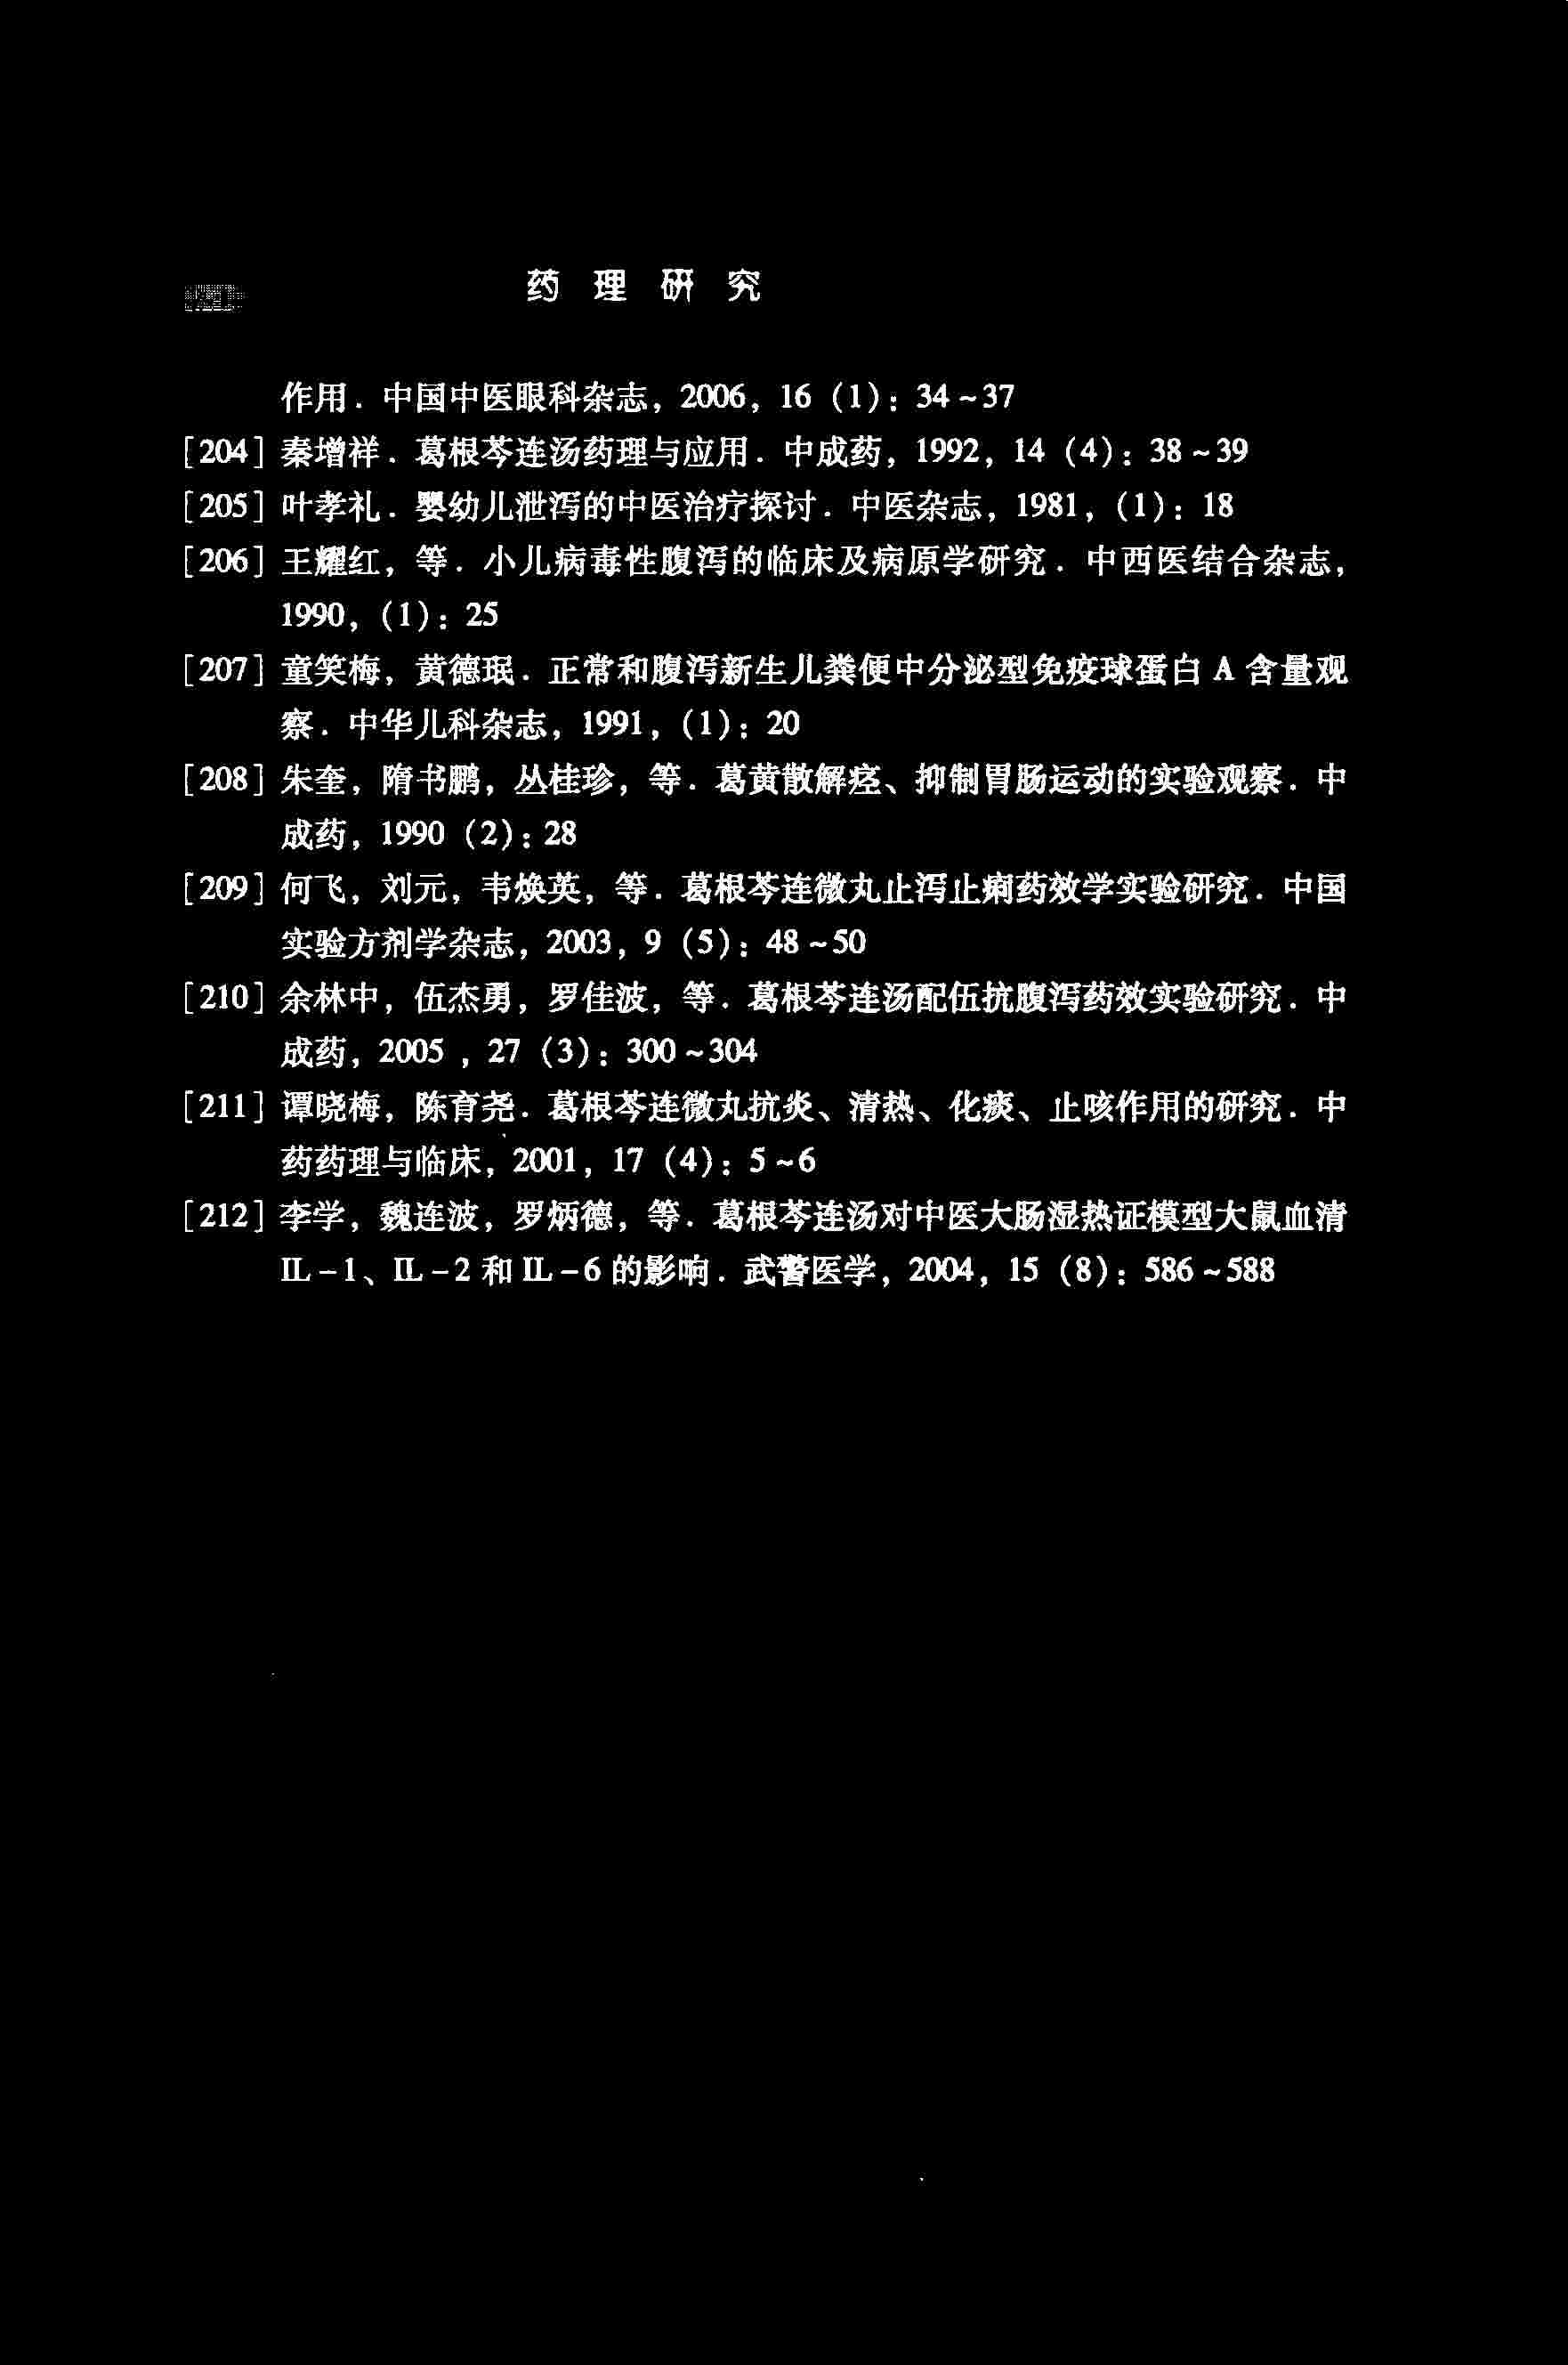 药理研究
作用．中国中医眼科杂志，2006，16（1）：34～37
［204］秦增祥．葛根芩连汤药理与应用．中成药，1992，14（4）：38～39
［205］叶孝礼．婴幼儿泄泻的中医治疗探讨．中医杂志，1981，（1）：18
［206］王耀红，等．小儿病毒性腹泻的临床及病原学研究．中西医结合杂志，
1990，（1）：25
［207］童笑梅，黄德珉．正常和腹泻新生儿粪便中分泌型免疫球蛋白 A 含量观
察．中华儿科杂志，1991，（1）：20
［208］朱奎，隋书鹏，丛桂珍，等．葛黄散解痉、抑制胃肠运动的实验观察．中
成药，1990（2）：28
［209］何飞，刘元，韦焕英，等．葛根芩连微丸止泻止痢药效学实验研究．中国
实验方剂学杂志，2003，9（5）：48～50
［210］余林中，伍杰勇，罗佳波，等．葛根芩连汤配伍抗腹泻药效实验研究．中
成药，2005，27（3）：300～304
［211］谭晓梅，陈育尧．葛根芩连微丸抗炎、清热、化痰、止咳作用的研究．中
药药理与临床，2001，17（4）：5～6
［212］李学，魏连波，罗炳德，等．葛根芩连汤对中医大肠湿热证模型大鼠血清
IL－1、IL－2 和 IL－6 的影响．武警医学，2004，15（8）：586～588